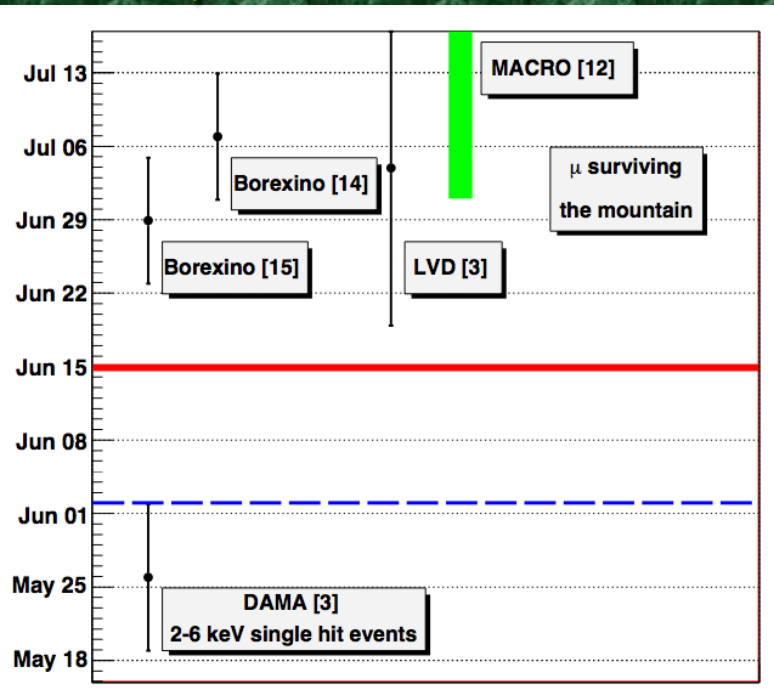 Jul 13
Jul 06
Jun 29
Jun 22
Jun 15
Jun 08
Jun 01
May 25
May 18
MACRO [12]
μ surviving
the mountain
Borexino [14]
Borexino [15]
LVD [3]
DAMA [3]
2-6 keV single hit events